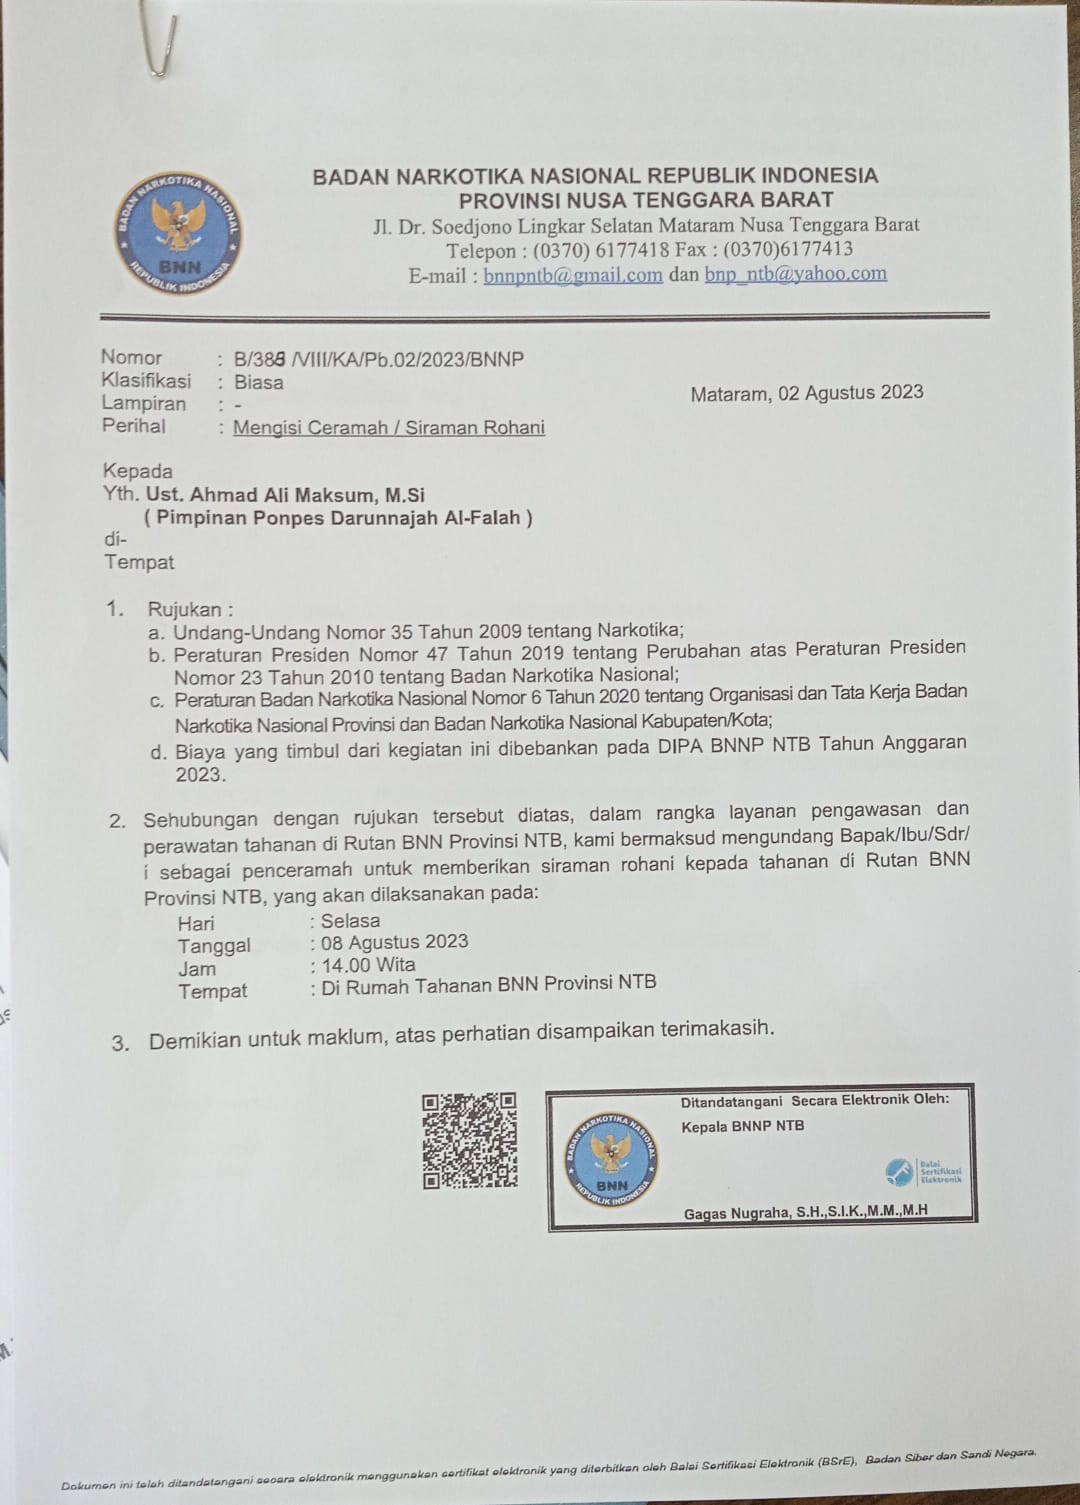 BADAN NARKOTIKA NASIONAL
BNN
REPUBLIK INDONESIA
BADAN NARKOTIKA NASIONAL REPUBLIK INDONESIA
PROVINSI NUSA TENGGARA BARAT
Jl. Dr. Soedjono Lingkar Selatan Mataram Nusa Tenggara Barat
Telepon : (0370) 6177418 Fax : (0370)6177413
E-mail : bnnpntb@gmail.com dan bnp_ntb@yahoo.com
Nomor : /VIII/KA/Pb.02/2023/BNNP
Klasifikasi : Biasa
Mataram, 02 Agustus 2023
Lampiran : -
Perihal : Mengisi Ceramah / Siraman Rohani
Kepada
Yth. Ust. Ahmad Ali Maksum, M.Si
( Pimpinan Ponpes Darunnajah Al-Falah )
di-
Tempat
1. Rujukan :
a. Undang-Undang Nomor 35 Tahun 2009 tentang Narkotika;
b. Peraturan Presiden Nomor 47 Tahun 2019 tentang Perubahan atas Peraturan Presiden
Nomor 23 Tahun 2010 tentang Badan Narkotika Nasional;
c. Peraturan Badan Narkotika Nasional Nomor 6 Tahun 2020 tentang Organisasi dan Tata Kerja Badan
Narkotika Nasional Provinsi dan Badan Narkotika Nasional Kabupaten/Kota;
d. Biaya yang timbul dari kegiatan ini dibebankan pada DIPA BNNP NTB Tahun Anggaran
2023.
2. Sehubungan dengan rujukan tersebut diatas, dalam rangka layanan pengawasan dan
perawatan tahanan di Rutan BNN Provinsi NTB, kami bermaksud mengundang Bapak/Ibu/Sdr/
i sebagai penceramah untuk memberikan siraman rohani kepada tahanan di Rutan BNN
Provinsi NTB, yang akan dilaksanakan pada:
Hari : Selasa
Tanggal : 08 Agustus 2023
Jam : 14.00 Wita
Tempat : Di Rumah Tahanan BNN Provinsi NTB
3. Demikian untuk maklum, atas perhatian disampaikan terimakasih.
Ditandatangani Secara Elektronik Oleh:
Kepala BNNP NTB
BADAN NARKOTIKA NASIONAL
BNN
REPUBLIK INDONESIA
Balai
Sertifikasi
Elektronik
Gagas Nugraha, S.H.,S.I.K.,M.M.,M.H
Dokumen ini telah ditandatangani secara elektronik menggunakan sertifikat elektronik yang diterbitkan oleh Balai Sertifikasi Elektronik (BSrE), Badan Siber dan Sandi Negara.